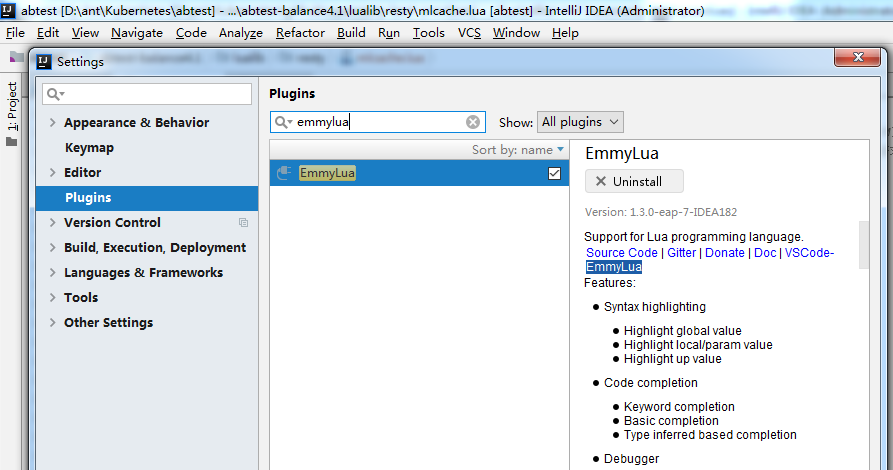 abtest [D:\ant\Kubernetes\abtest] - ...\abtest-balance4.1\lualib\resty\mlcache.lua [abtest] - IntelliJ IDEA (Administrator)
File Edit View Navigate Code Analyze Refactor Build Run Tools VCS Window Help
Settings
1: Project
Appearance & Behavior
Keymap
Editor
Plugins
Version Control
Build, Execution, Deployment
Languages & Frameworks
Tools
Other Settings
Plugins
emmylua
Show: All plugins
Sort by: name
EmmyLua
EmmyLua
Uninstall
Version: 1.3.0-eap-7-IDEA182
Support for Lua programming language.
Source Code | Gitter | Donate | Doc | VSCode-
EmmyLua
Features:
Syntax highlighting
Highlight global value
Highlight local/param value
Highlight up value
Code completion
Keyword completion
Basic completion
Type inferred based completion
Debugger